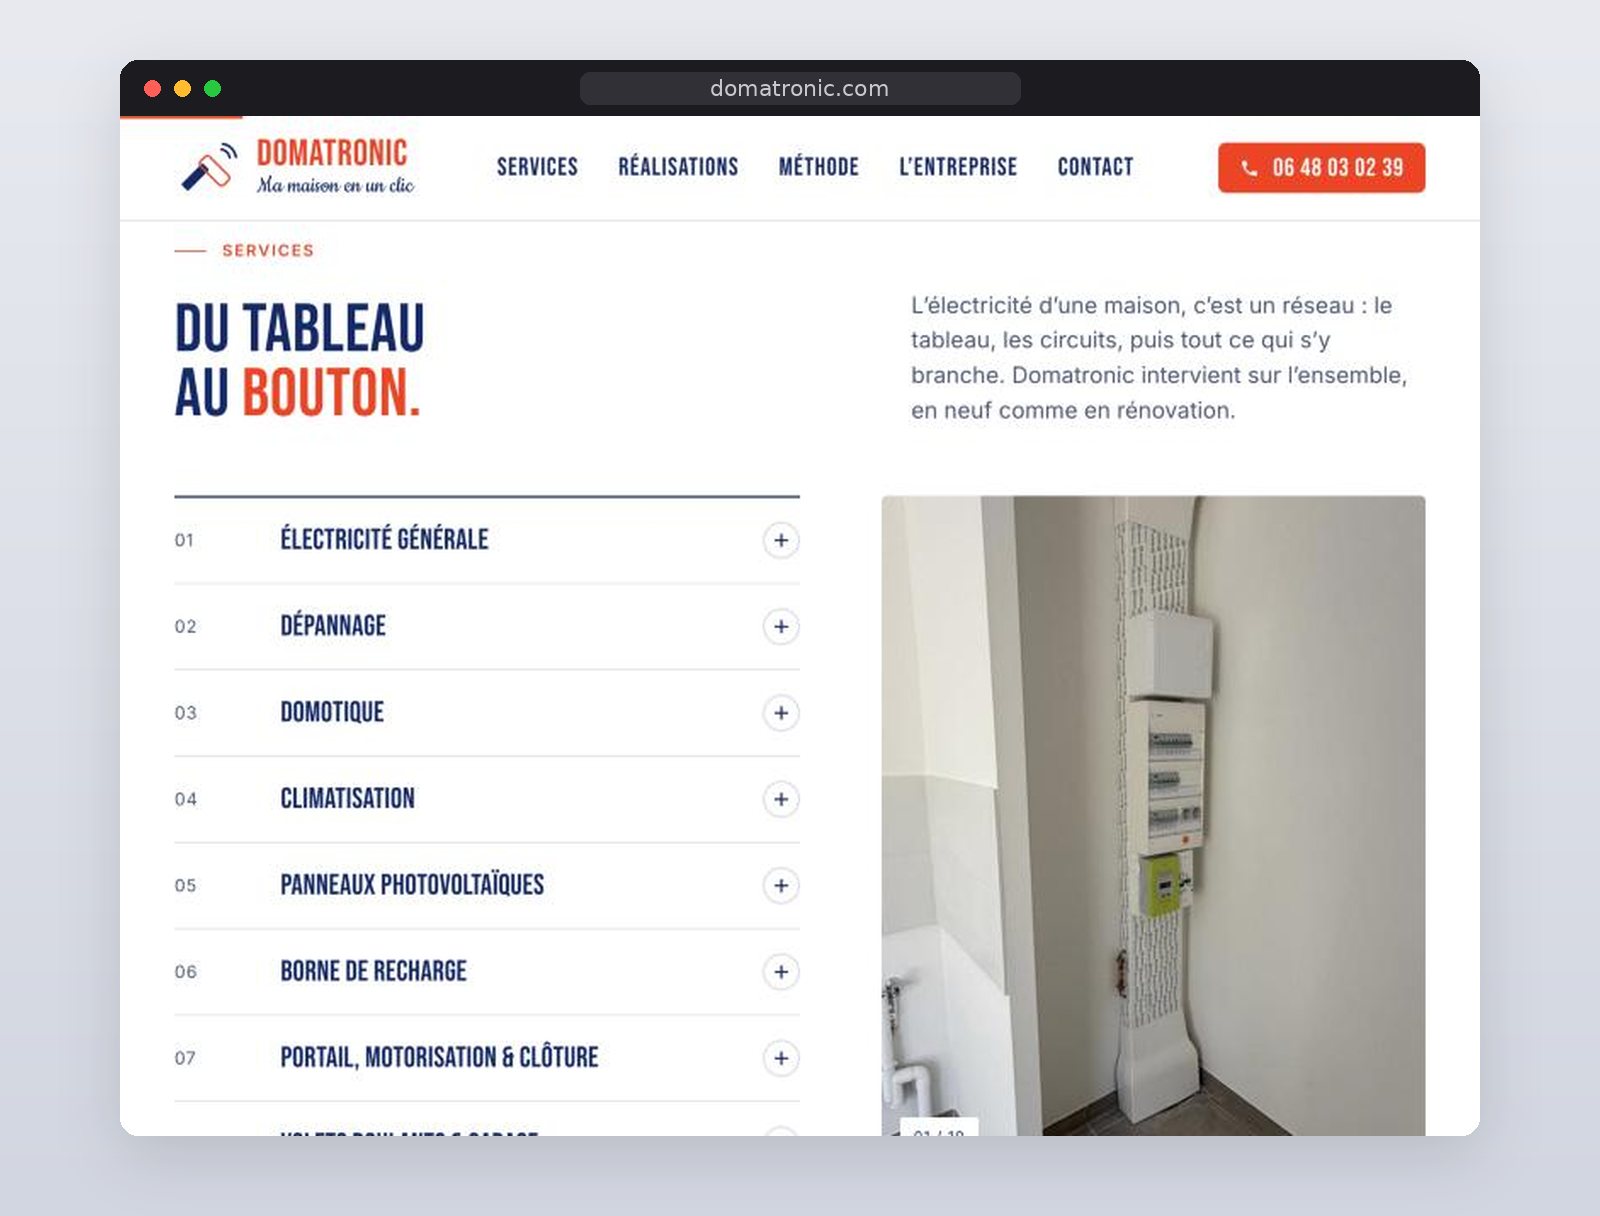 domatronic.com
DOMATRONIC
Ma maison en un clic
SERVICES
RÉALISATIONS
MÉTHODE
L'ENTREPRISE
CONTACT
06 48 03 02 39
SERVICES
DU TABLEAU
AU BOUTON.
L'électricité d'une maison, c'est un réseau : le
tableau, les circuits, puis tout ce qui s'y
branche. Domatronic intervient sur l'ensemble,
en neuf comme en rénovation.
01 ÉLECTRICITÉ GÉNÉRALE
02 DÉPANNAGE
03 DOMOTIQUE
04 CLIMATISATION
05 PANNEAUX PHOTOVOLTAÏQUES
06 BORNE DE RECHARGE
07 PORTAIL, MOTORISATION & CLÔTURE